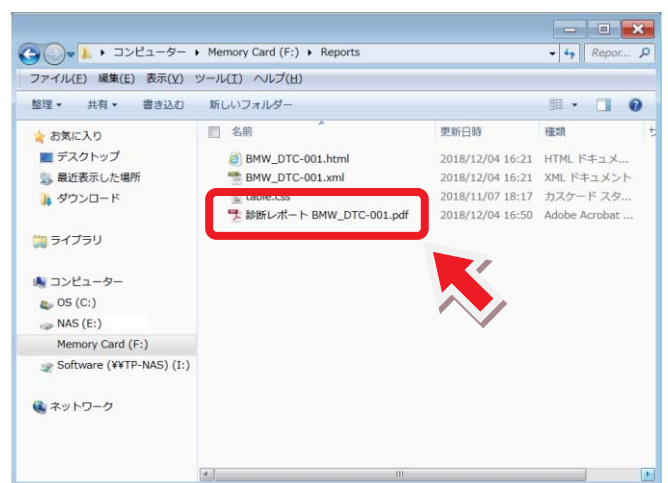 コンピューター ▸ Memory Card (F:) ▸ Reports
Repor...
ファイル(F) 編集(E) 表示(V) ツール(T) ヘルプ(H)
整理 共有 書き込む 新しいフォルダー
お気に入り
デスクトップ
最近表示した場所
ダウンロード
ライブラリ
コンピューター
OS (C:)
NAS (E:)
Memory Card (F:)
Software (¥¥TP-NAS) (I:)
ネットワーク
名前 更新日時 種類 サ
BMW_DTC-001.html 2018/12/04 16:21 HTML ドキュメ...
BMW_DTC-001.xml 2018/12/04 16:21 XML ドキュメント
table.css 2018/11/07 18:17 カスケード スタ...
診断レポート BMW_DTC-001.pdf 2018/12/04 16:50 Adobe Acrobat ...